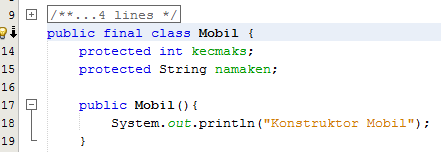 9 /**...4 lines */
public final class Mobil {
14 protected int kecmaks;
15 protected String namaken;
16
17 public Mobil(){
18 System.out.println("Konstruktor Mobil");
19 }